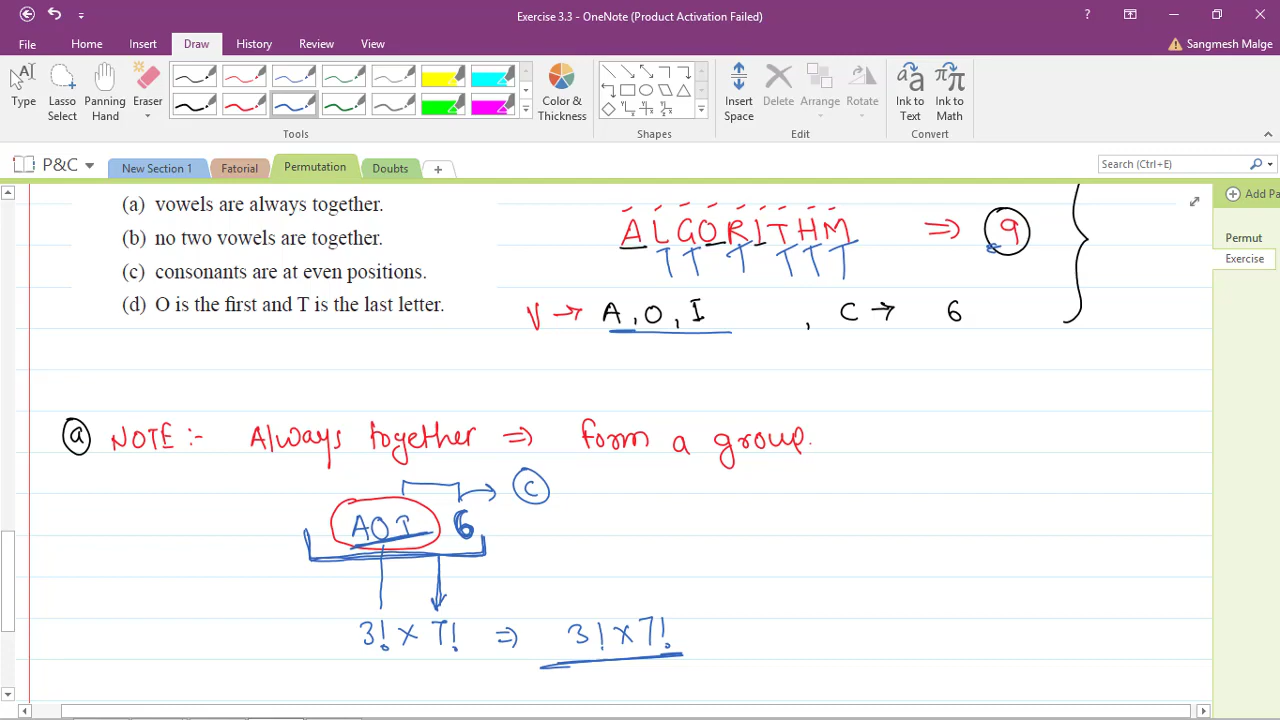 Exercise 3.3 - OneNote (Product Activation Failed)
?
File Home Insert Draw History Review View Sangmesh Malge
Type
Lasso Select
Panning Hand
Eraser
Color & Thickness
Insert Space
Delete
Arrange
Rotate
Ink to Text
Ink to Math
Tools
Shapes
Edit
Convert
P&C New Section 1 Fatorial Permutation Doubts + Search (Ctrl+E)
Add Pa
Permut
Exercise
(a) vowels are always together.
(b) no two vowels are together.
(c) consonants are at even positions.
(d) O is the first and T is the last letter.
ALGORITHM ⇒ 9
V → A, O, I , C → 6
(a) NOTE :- Always together ⇒ form a group.
AOI 6 → C
3! × 7! ⇒ 3! × 7!